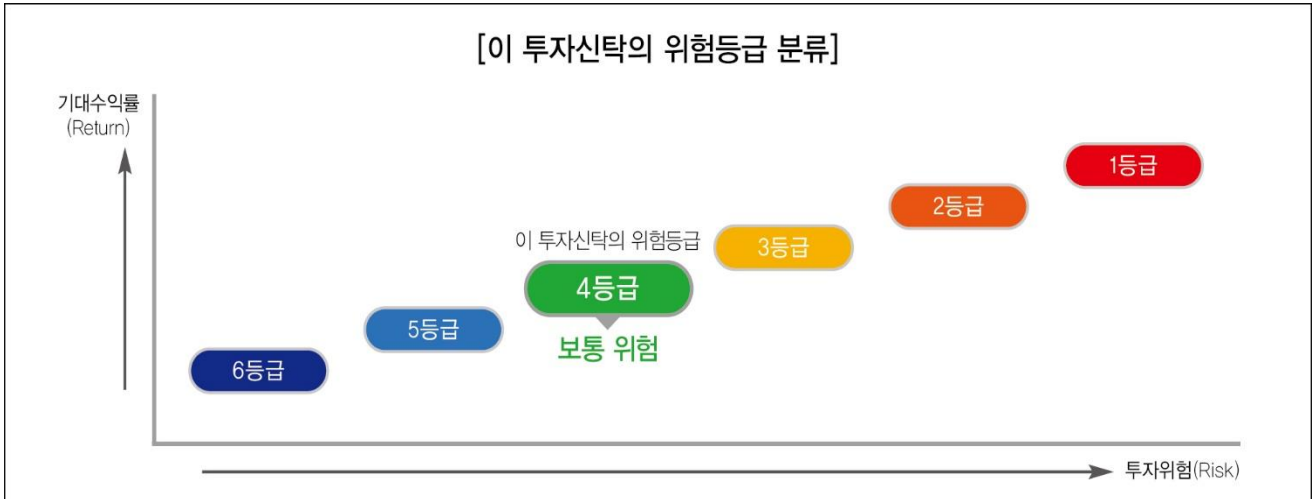 [이 투자신탁의 위험등급 분류]
기대수익률
(Return)
1등급
2등급
이 투자신탁의 위험등급
3등급
4등급
5등급
보통 위험
6등급
투자위험(Risk)